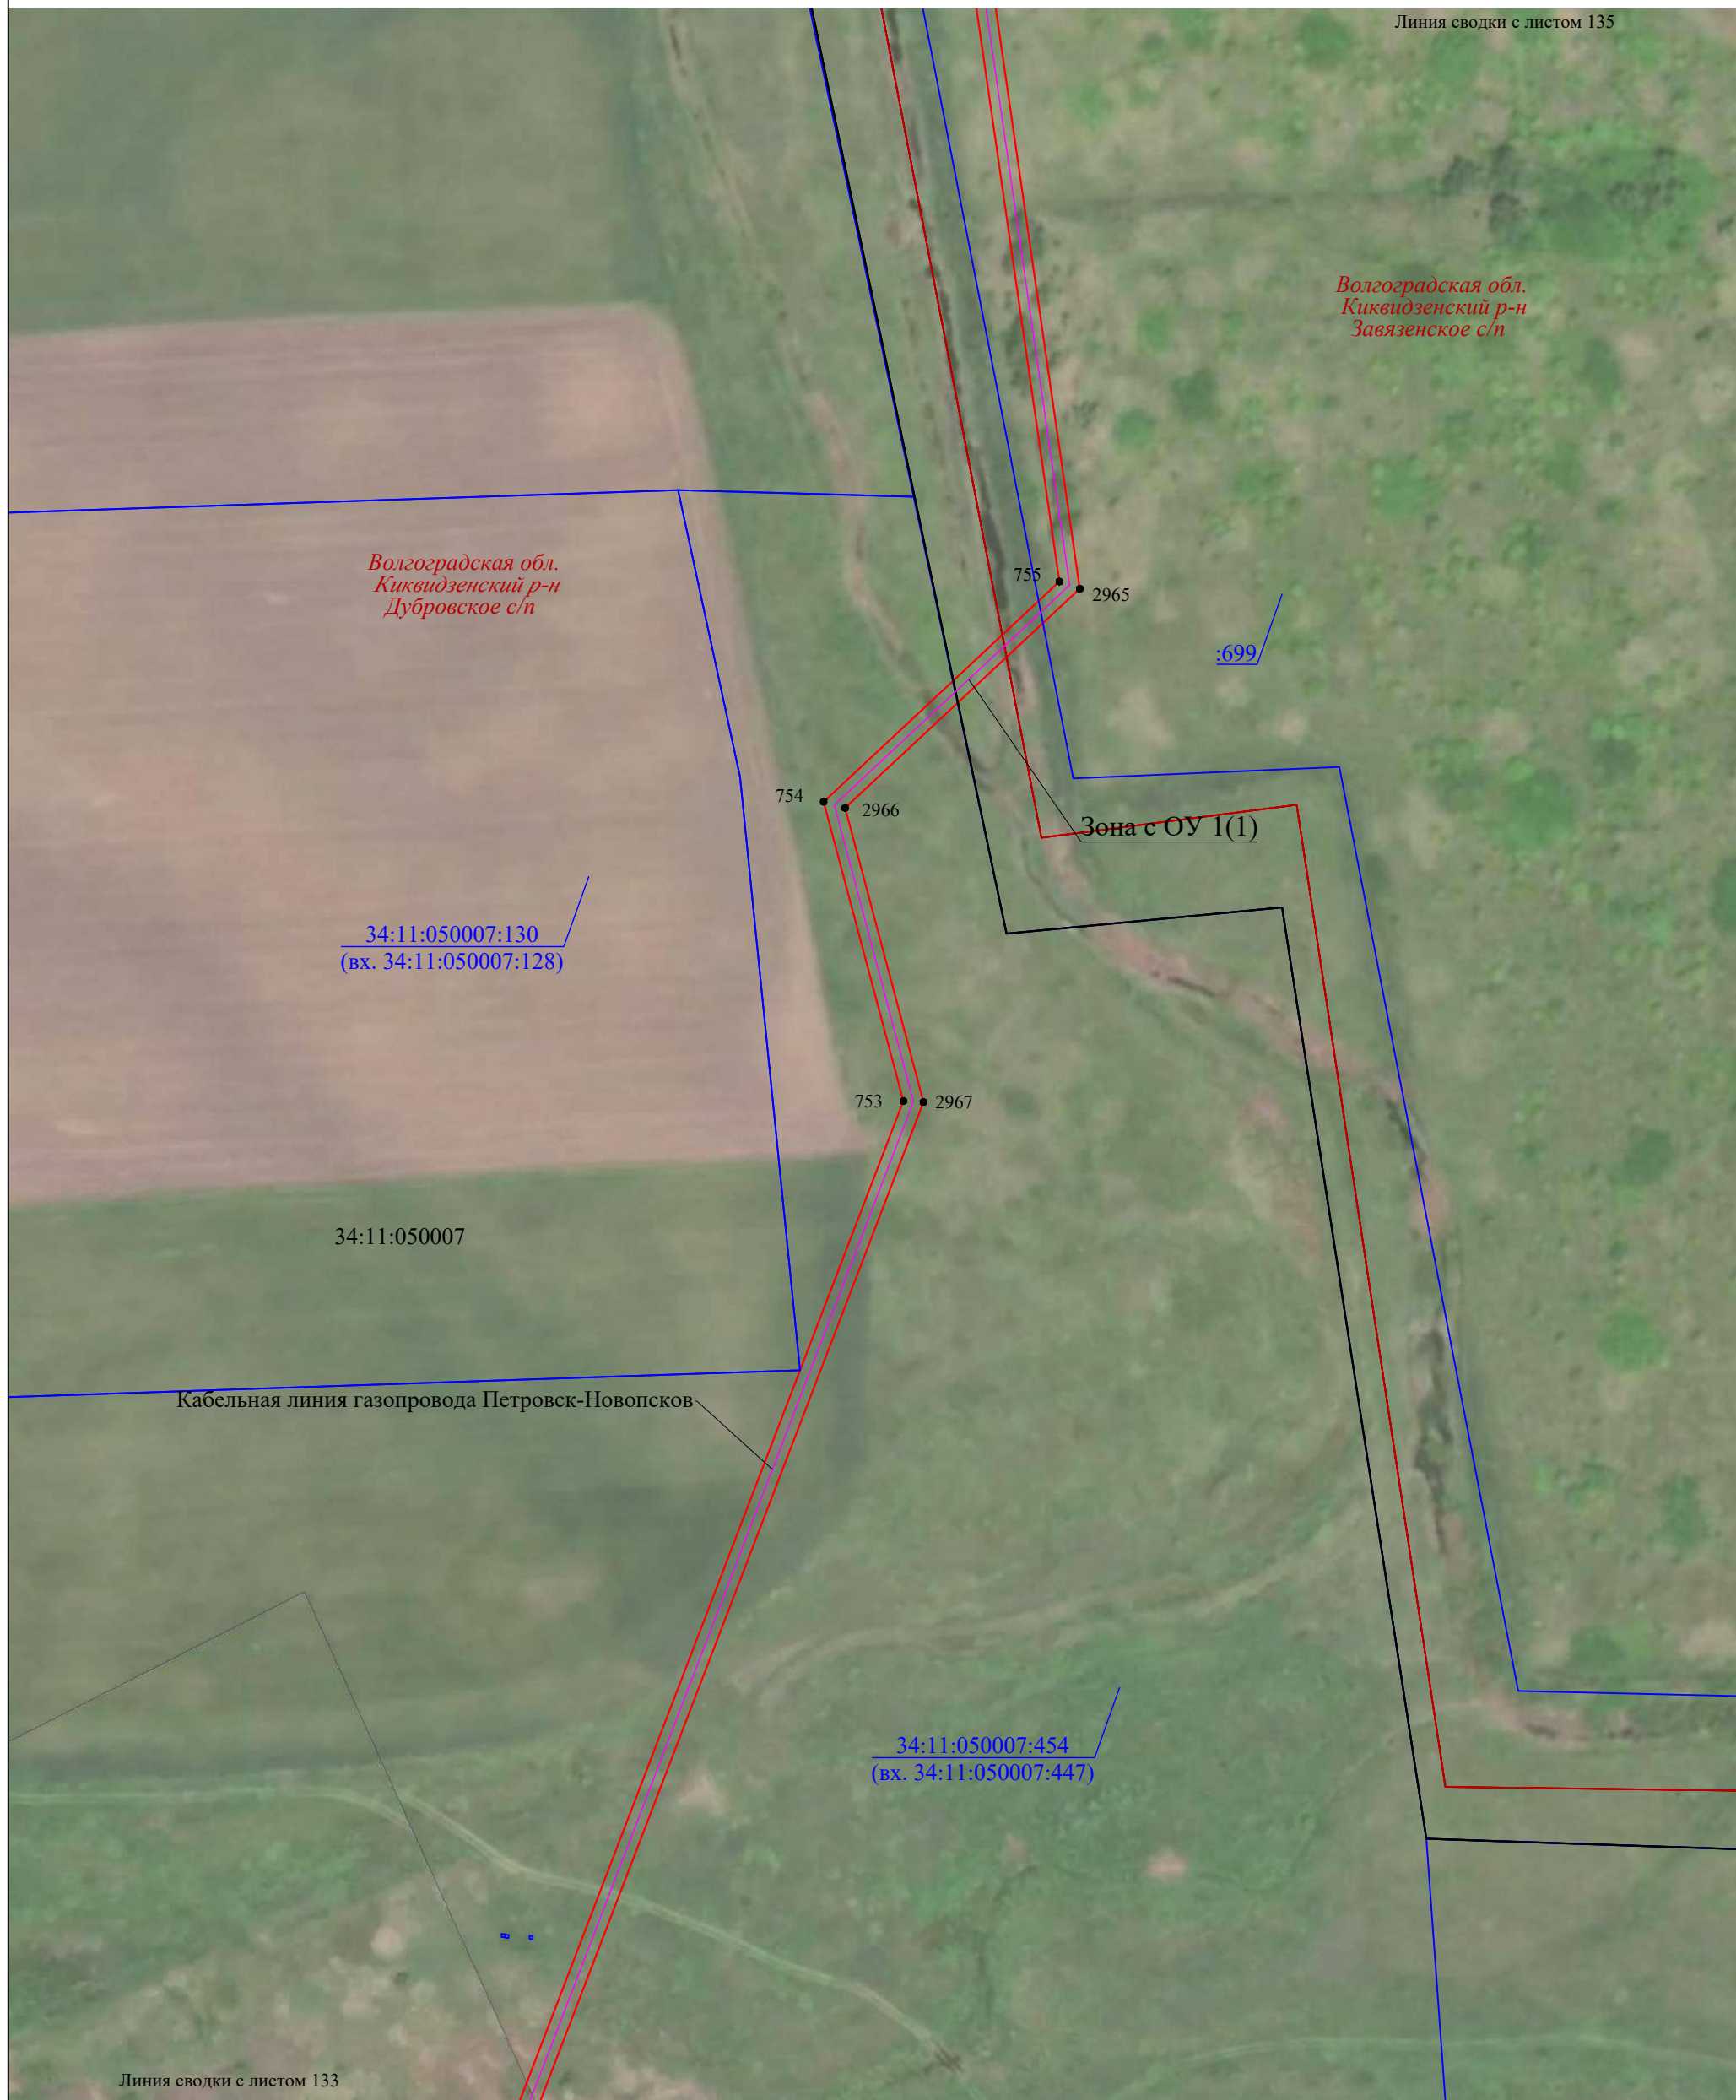 Линия сводки с листом 135
Волгоградская обл.
Киквидзенский р-н
Завязенское с/п
Волгоградская обл.
Киквидзенский р-н
Дубровское с/п
755
2965
:699
754
2966
Зона с ОУ 1(1)
34:11:050007:130
(вх. 34:11:050007:128)
753
2967
34:11:050007
Кабельная линия газопровода Петровск-Новопсков
34:11:050007:454
(вх. 34:11:050007:447)
Линия сводки с листом 133